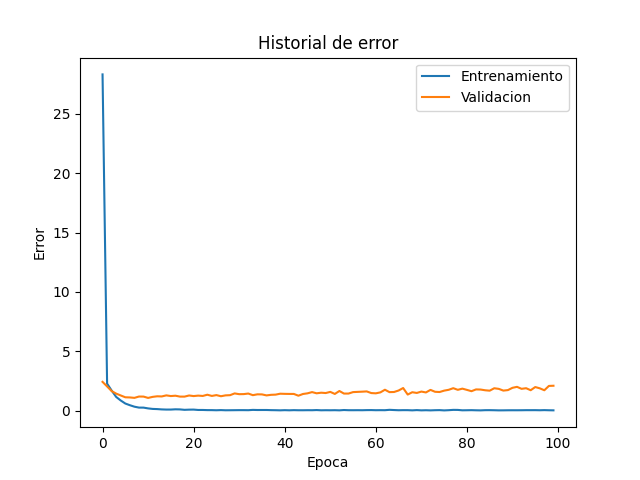 Historial de error
Entrenamiento
Validacion
Error
25
20
15
10
5
0
0 20 40 60 80 100
Epoca